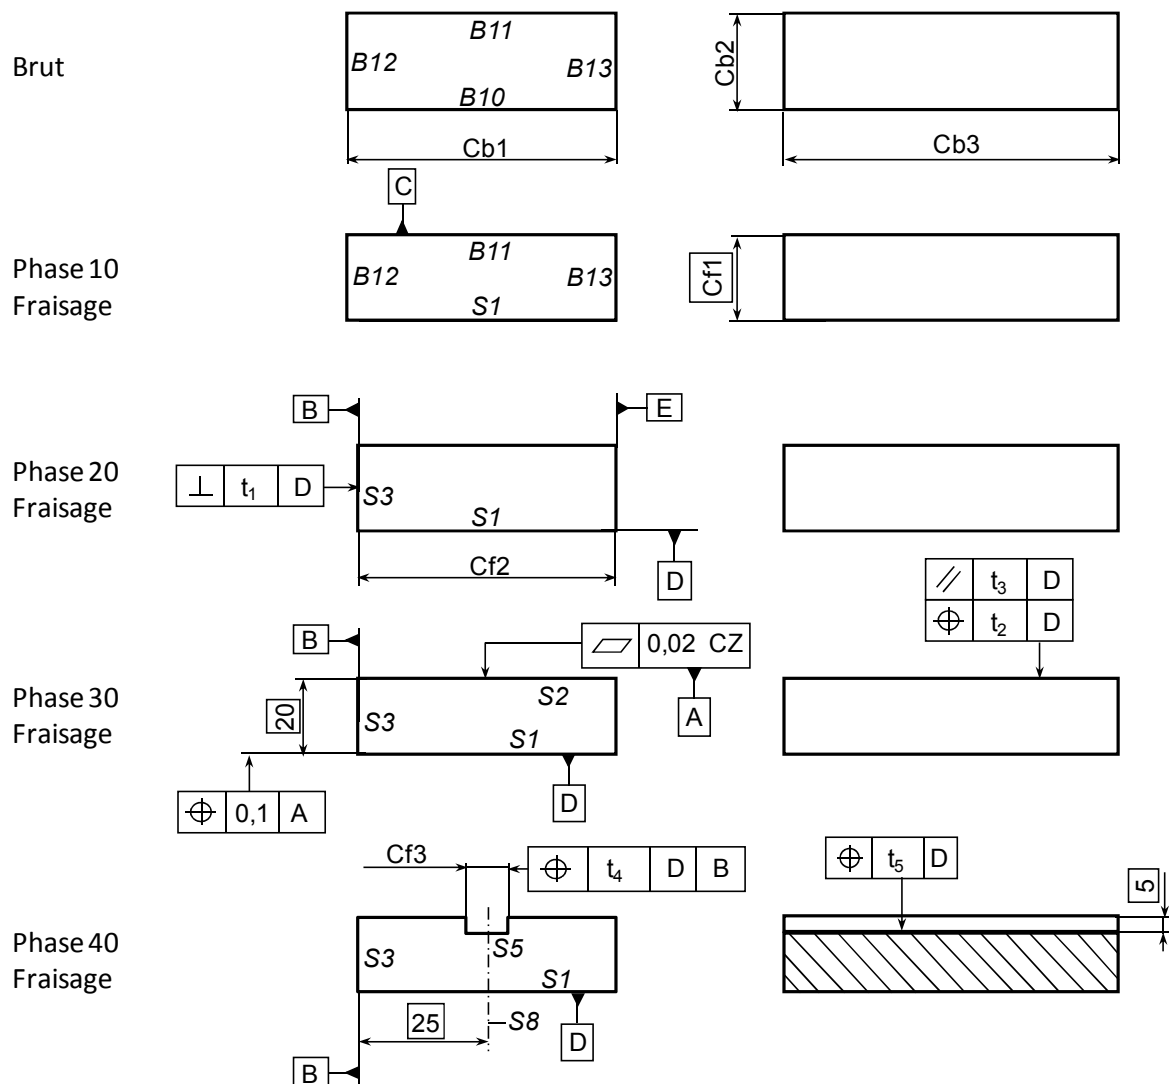 Brut
B11
B12
B13
B10
Cb1
Cb2
Cb3
C
Phase 10
Fraisage
B11
B12
B13
S1
Cf1
B
E
Phase 20
Fraisage
⊥ t₁ D
S3
S1
Cf2
D
// t₃ D
⌖ t₂ D
B
⏥ 0,02 CZ
A
Phase 30
Fraisage
20
S3
S2
S1
D
⌖ 0,1 A
Cf3
⌖ t₄ D B
⌖ t₅ D
5
Phase 40
Fraisage
S3
S5
S1
25
S8
D
B